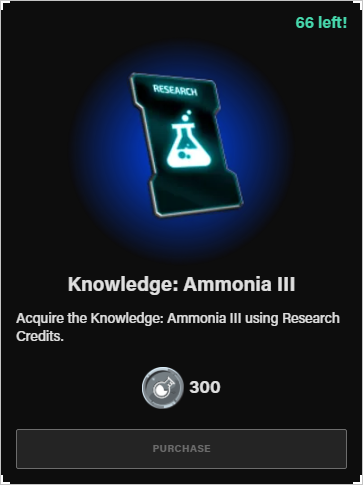 66 left!
RESEARCH
Knowledge: Ammonia III
Acquire the Knowledge: Ammonia III using Research
Credits.
300
PURCHASE